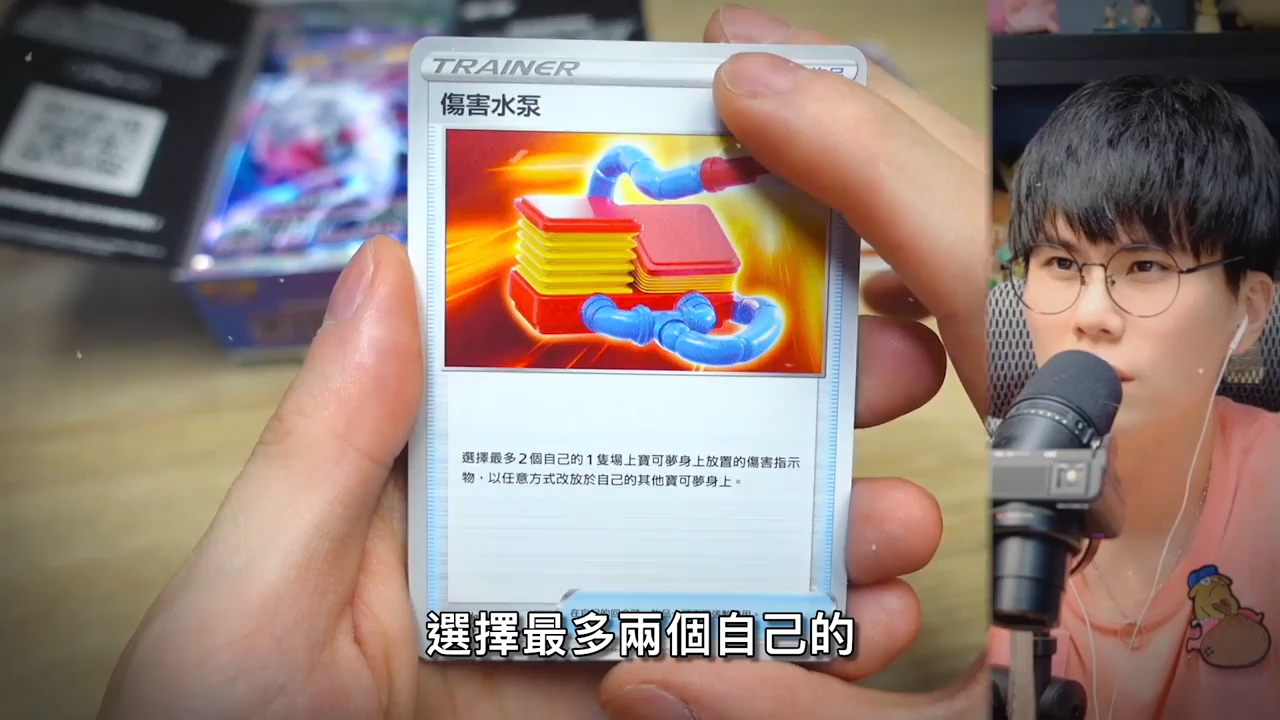 TRAINER
傷害水泵
選擇最多2個自己的1隻場上寶可夢身上放置的傷害指示
物,以任意方式改放於自己的其他寶可夢身上。
選擇最多兩個自己的